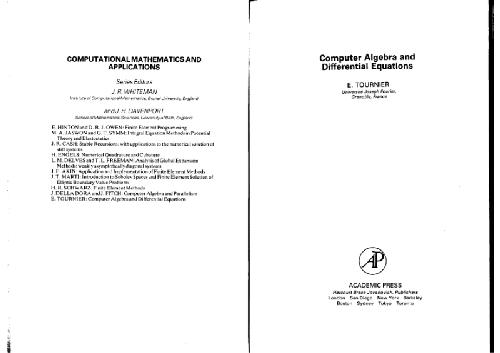 COMPUTATIONAL MATHEMATICS AND
APPLICATIONS
Series Editors
J. R. WHITEMAN
Institute of Computational Mathematics, Brunel University, England
AND J. H. DAVENPORT
School of Mathematical Sciences, University of Bath, England
E. HINTON and D. R. J. OWEN: Finite Element Programming
M. A. JASWON and G. T. SYMM: Integral Equation Methods in Potential
Theory and Elastostatics
J. R. CASH: Stable Recursions: with applications to the numerical solution of
stiff systems
H. ENGELS: Numerical Quadrature and Cubature
L. M. DELVES and T. L. FREEMAN: Analysis of Global Expansion
Methods: weakly asymptotically diagonal systems
J. E. AKIN: Application and Implementation of Finite Element Methods
J. T. MARTI: Introduction to Sobolev Spaces and Finite Element Solution of
Elliptic Boundary Value Problems
H. R. SCHWARZ: Finite Element Methods
J. DELLA DORA and J. FITCH: Computer Algebra and Parallelism
E. TOURNIER: Computer Algebra and Differential Equations
Computer Algebra and
Differential Equations
E. TOURNIER
Université Joseph Fourier,
Grenoble, France
AP
ACADEMIC PRESS
Harcourt Brace Jovanovich, Publishers
London San Diego New York Berkeley
Boston Sydney Tokyo Toronto